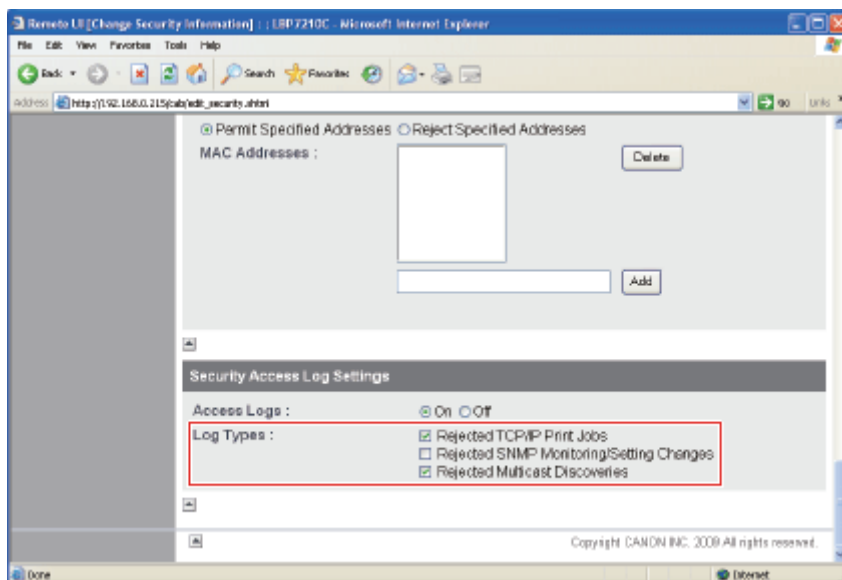 Remote UI [Change Security Information] : : LBP7210C - Microsoft Internet Explorer
File Edit View Favorites Tools Help
Back Search Favorites
Address http://192.168.0.215/cab/edit_security.shtml Go Links
Permit Specified Addresses Reject Specified Addresses
MAC Addresses :
Delete
Add
Security Access Log Settings
Access Logs : On Off
Log Types : Rejected TCP/IP Print Jobs
Rejected SNMP Monitoring/Setting Changes
Rejected Multicast Discoveries
Copyright CANON INC. 2009 All rights reserved.
Done Internet